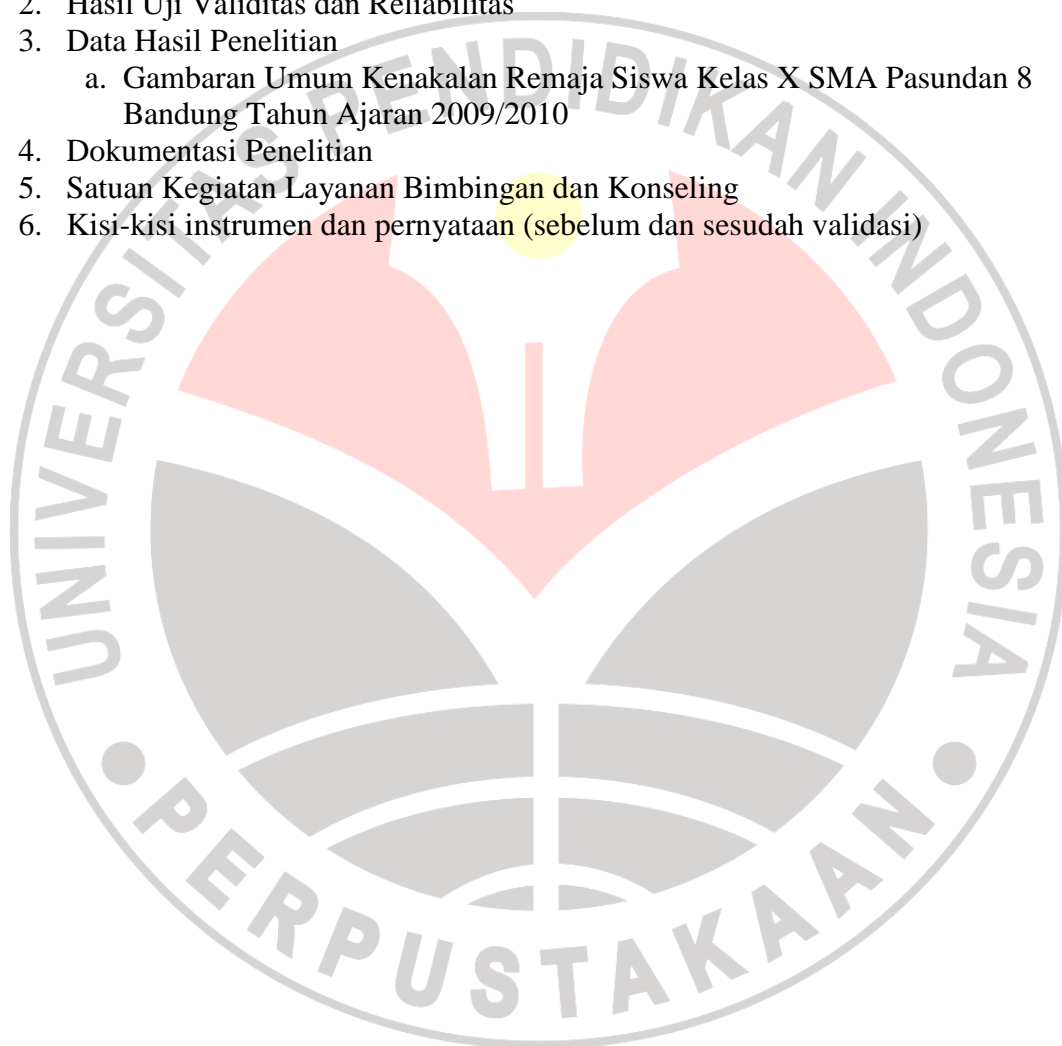 2. Hasil Uji Validitas dan Reliabilitas
3. Data Hasil Penelitian
a. Gambaran Umum Kenakalan Remaja Siswa Kelas X SMA Pasundan 8
Bandung Tahun Ajaran 2009/2010
4. Dokumentasi Penelitian
5. Satuan Kegiatan Layanan Bimbingan dan Konseling
6. Kisi-kisi instrumen dan pernyataan (sebelum dan sesudah validasi)
UNIVERSITAS PENDIDIKAN INDONESIA
PERPUSTAKAAN